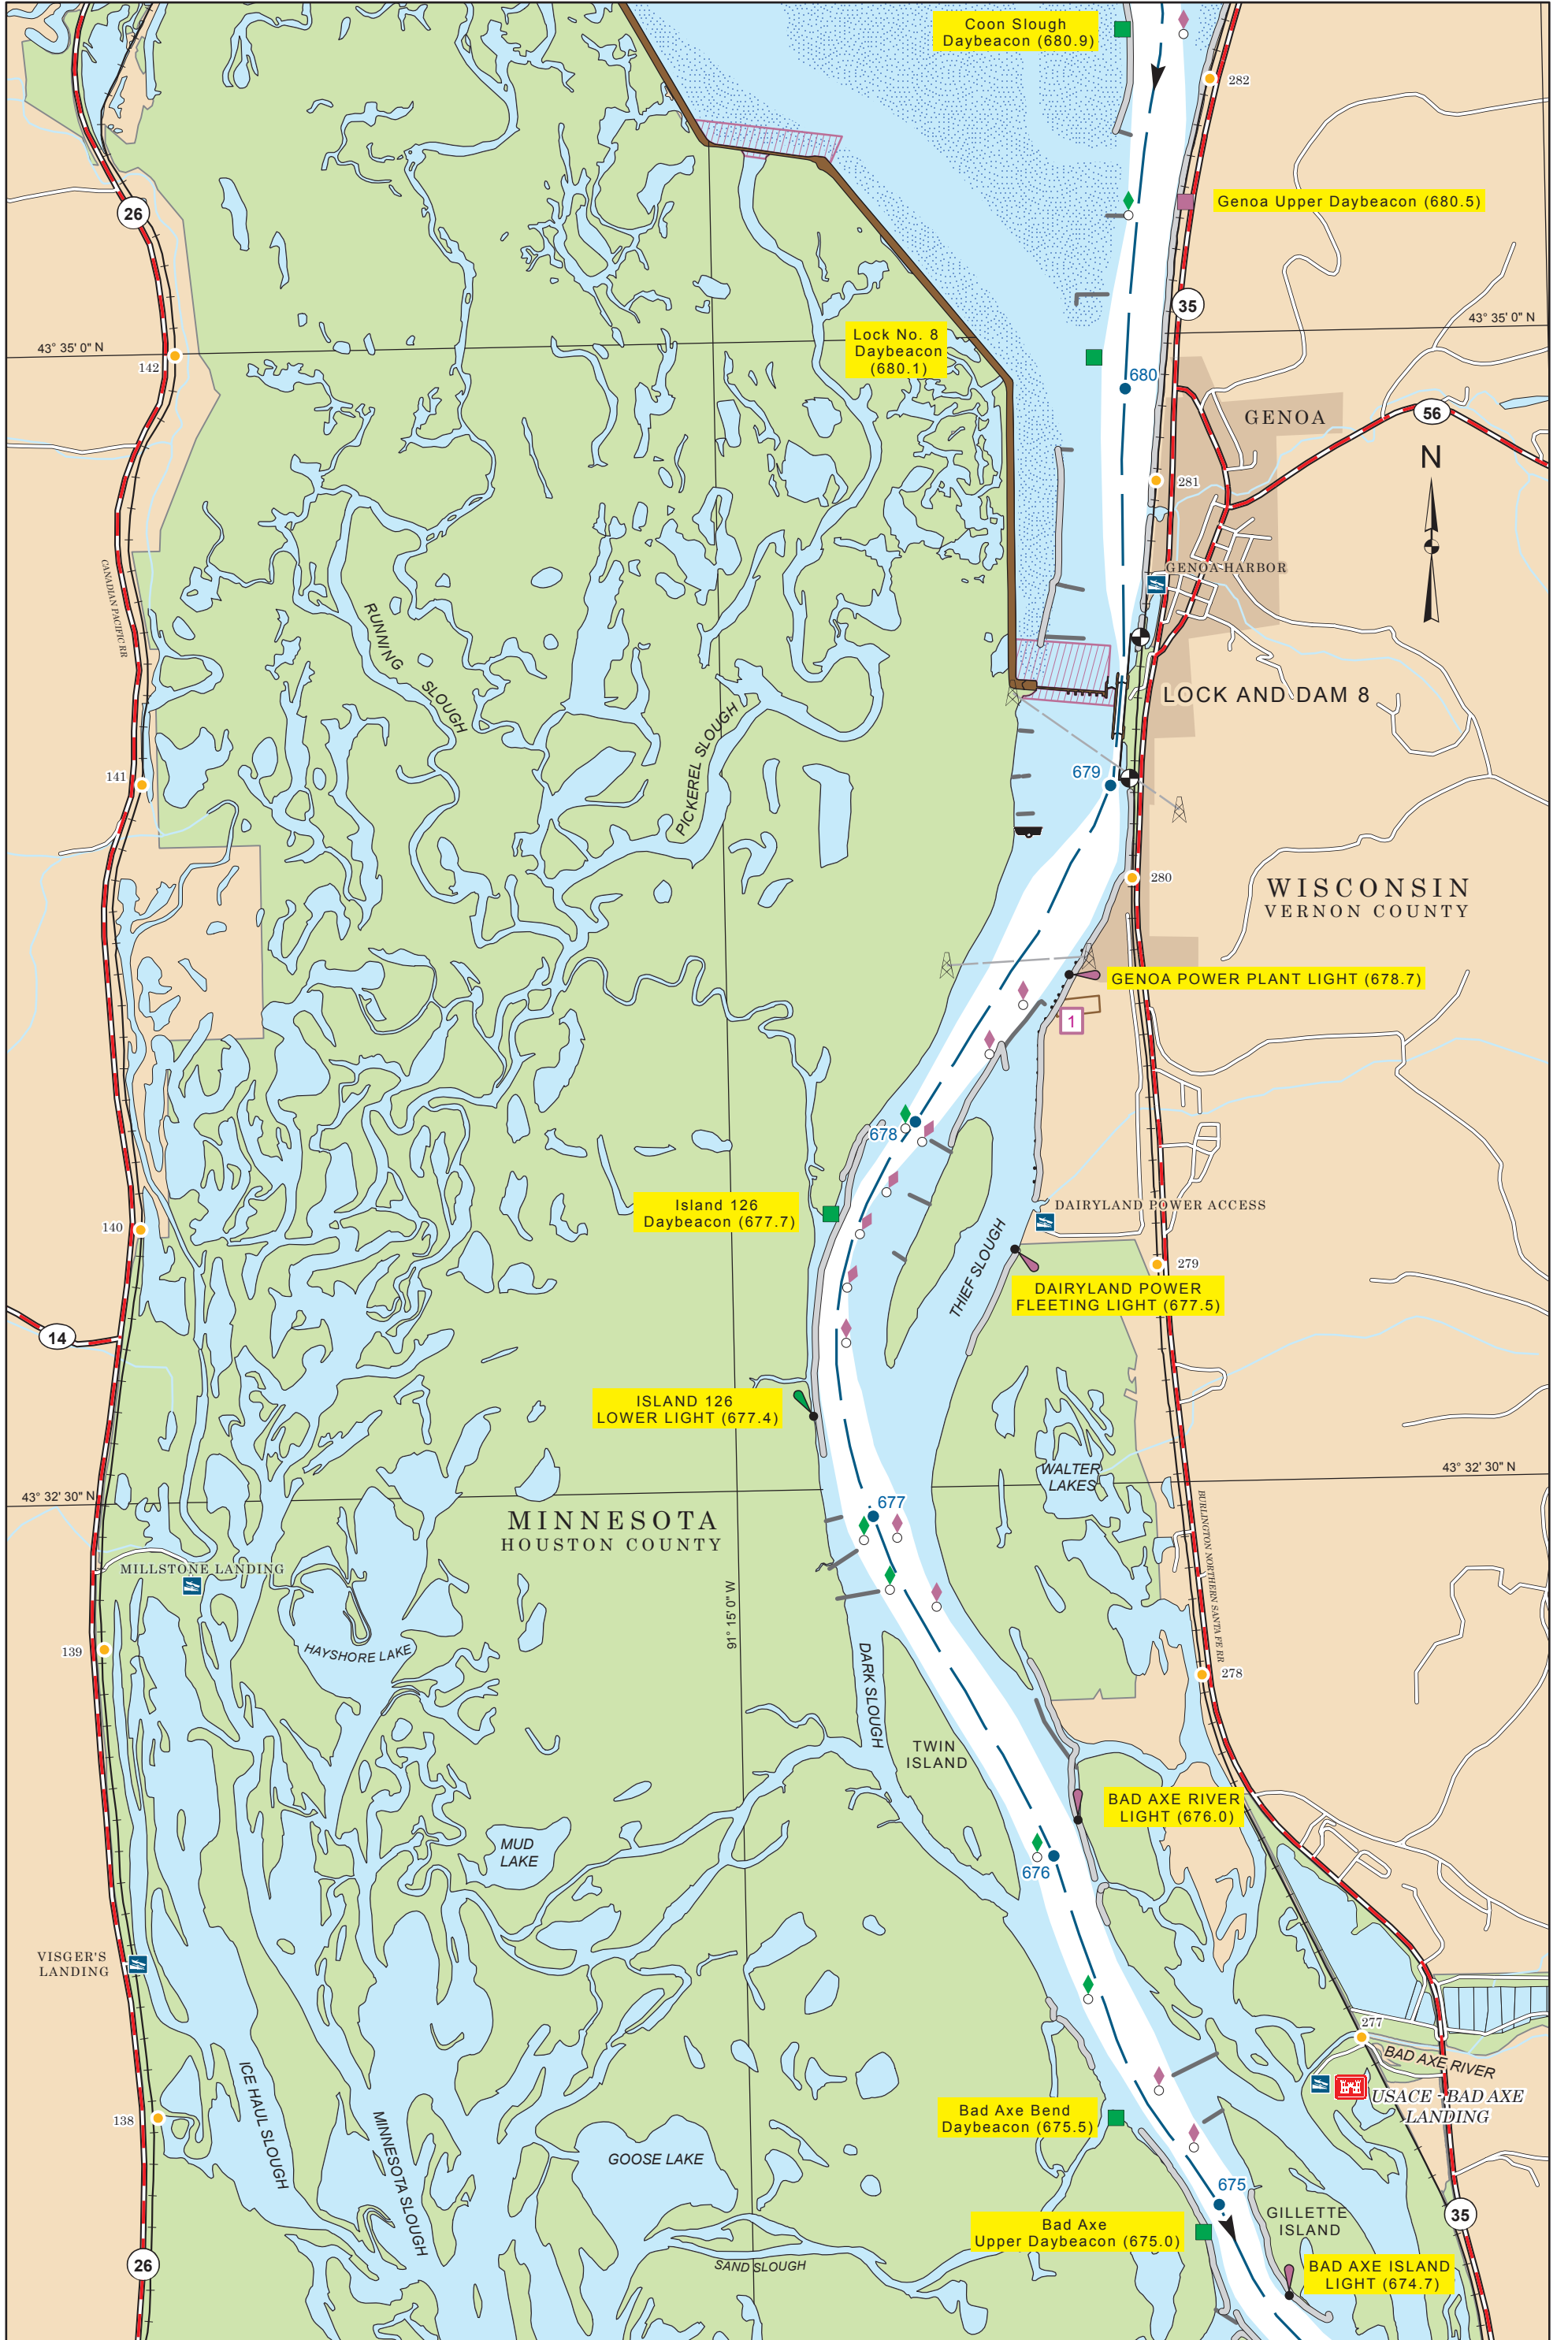 Coon Slough
Daybeacon (680.9)
282
26
Genoa Upper Daybeacon (680.5)
35
43° 35' 0" N
43° 35' 0" N
Lock No. 8
Daybeacon
(680.1)
142
680
GENOA
56
N
281
CANADIAN PACIFIC RR
GENOA HARBOR
RUNNING SLOUGH
LOCK AND DAM 8
PICKEREL SLOUGH
141
679
280
WISCONSIN
VERNON COUNTY
GENOA POWER PLANT LIGHT (678.7)
1
678
Island 126
Daybeacon (677.7)
DAIRYLAND POWER ACCESS
140
THIEF SLOUGH
279
DAIRYLAND POWER
FLEETING LIGHT (677.5)
14
ISLAND 126
LOWER LIGHT (677.4)
WALTER
LAKES
43° 32' 30" N
43° 32' 30" N
677
MINNESOTA
HOUSTON COUNTY
BURLINGTON NORTHERN SANTA FE RR
MILLSTONE LANDING
91° 15' 0" W
139
HAYSHORE LAKE
278
DARK SLOUGH
TWIN
ISLAND
BAD AXE RIVER
LIGHT (676.0)
MUD
LAKE
676
VISGER'S
LANDING
277
BAD AXE RIVER
ICE HAUL SLOUGH
USACE - BAD AXE
LANDING
138
MINNESOTA SLOUGH
Bad Axe Bend
Daybeacon (675.5)
GOOSE LAKE
675
GILLETTE
ISLAND
35
Bad Axe
Upper Daybeacon (675.0)
26
SAND SLOUGH
BAD AXE ISLAND
LIGHT (674.7)